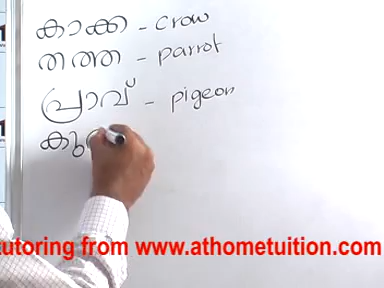 കാക്ക - crow
തത്ത - parrot
പ്രാവ് - pigeon
കു
tutoring from www.athometuition.com